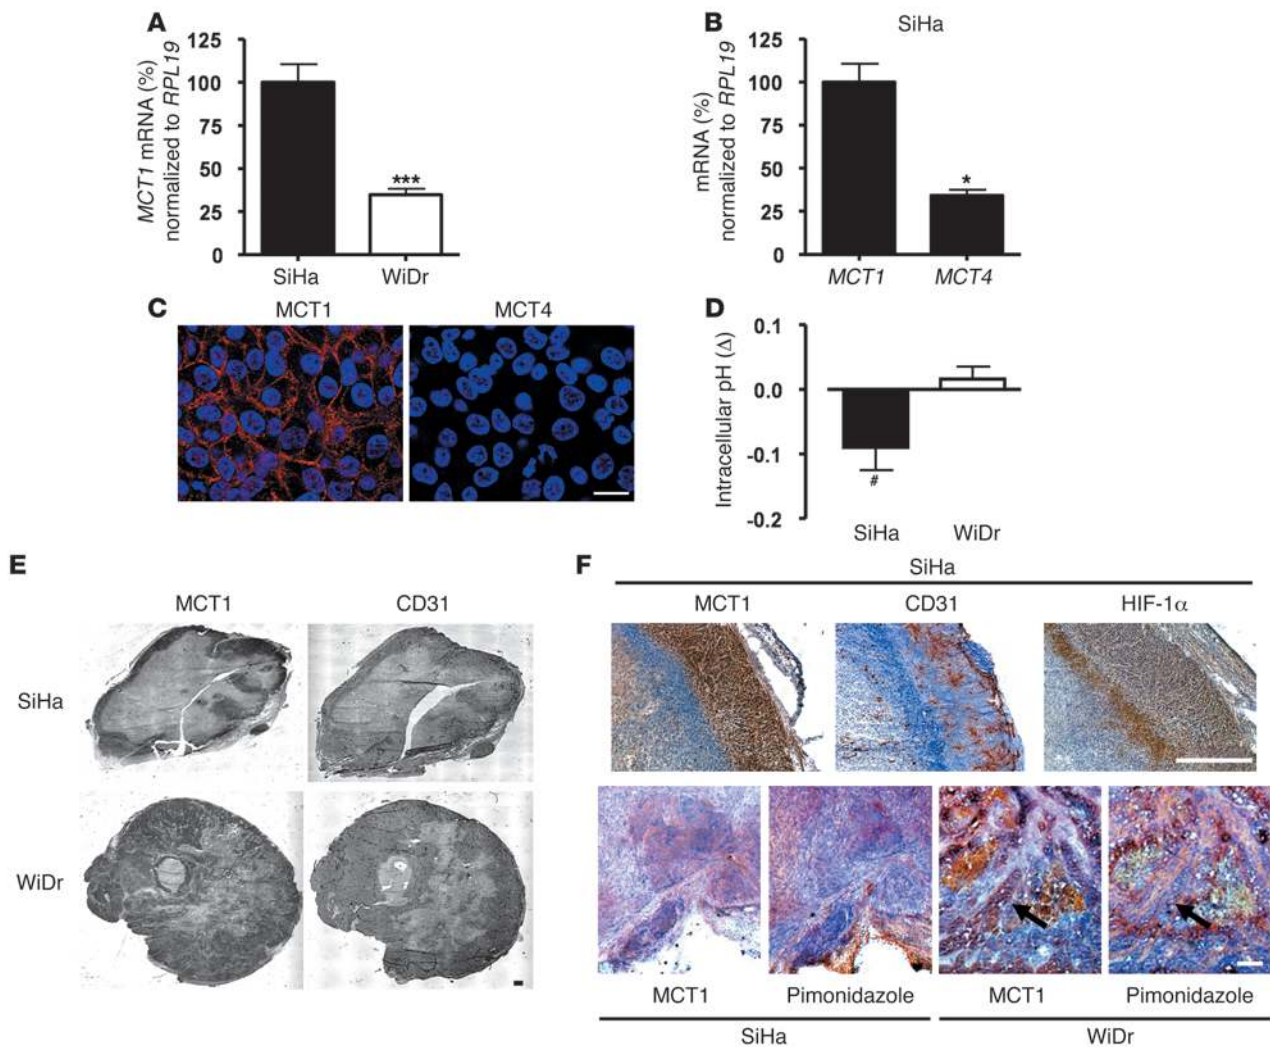 A
MCT1 mRNA (%)
normalized to RPL19
125
100
75
50
25
0
***
SiHa
WiDr
B
SiHa
mRNA (%)
normalized to RPL19
125
100
75
50
25
0
*
MCT1
MCT4
C
MCT1
MCT4
D
Intracellular pH (Δ)
0.1
0.0
-0.1
-0.2
#
SiHa
WiDr
E
MCT1
CD31
SiHa
WiDr
F
SiHa
MCT1
CD31
HIF-1α
MCT1
Pimonidazole
MCT1
Pimonidazole
SiHa
WiDr